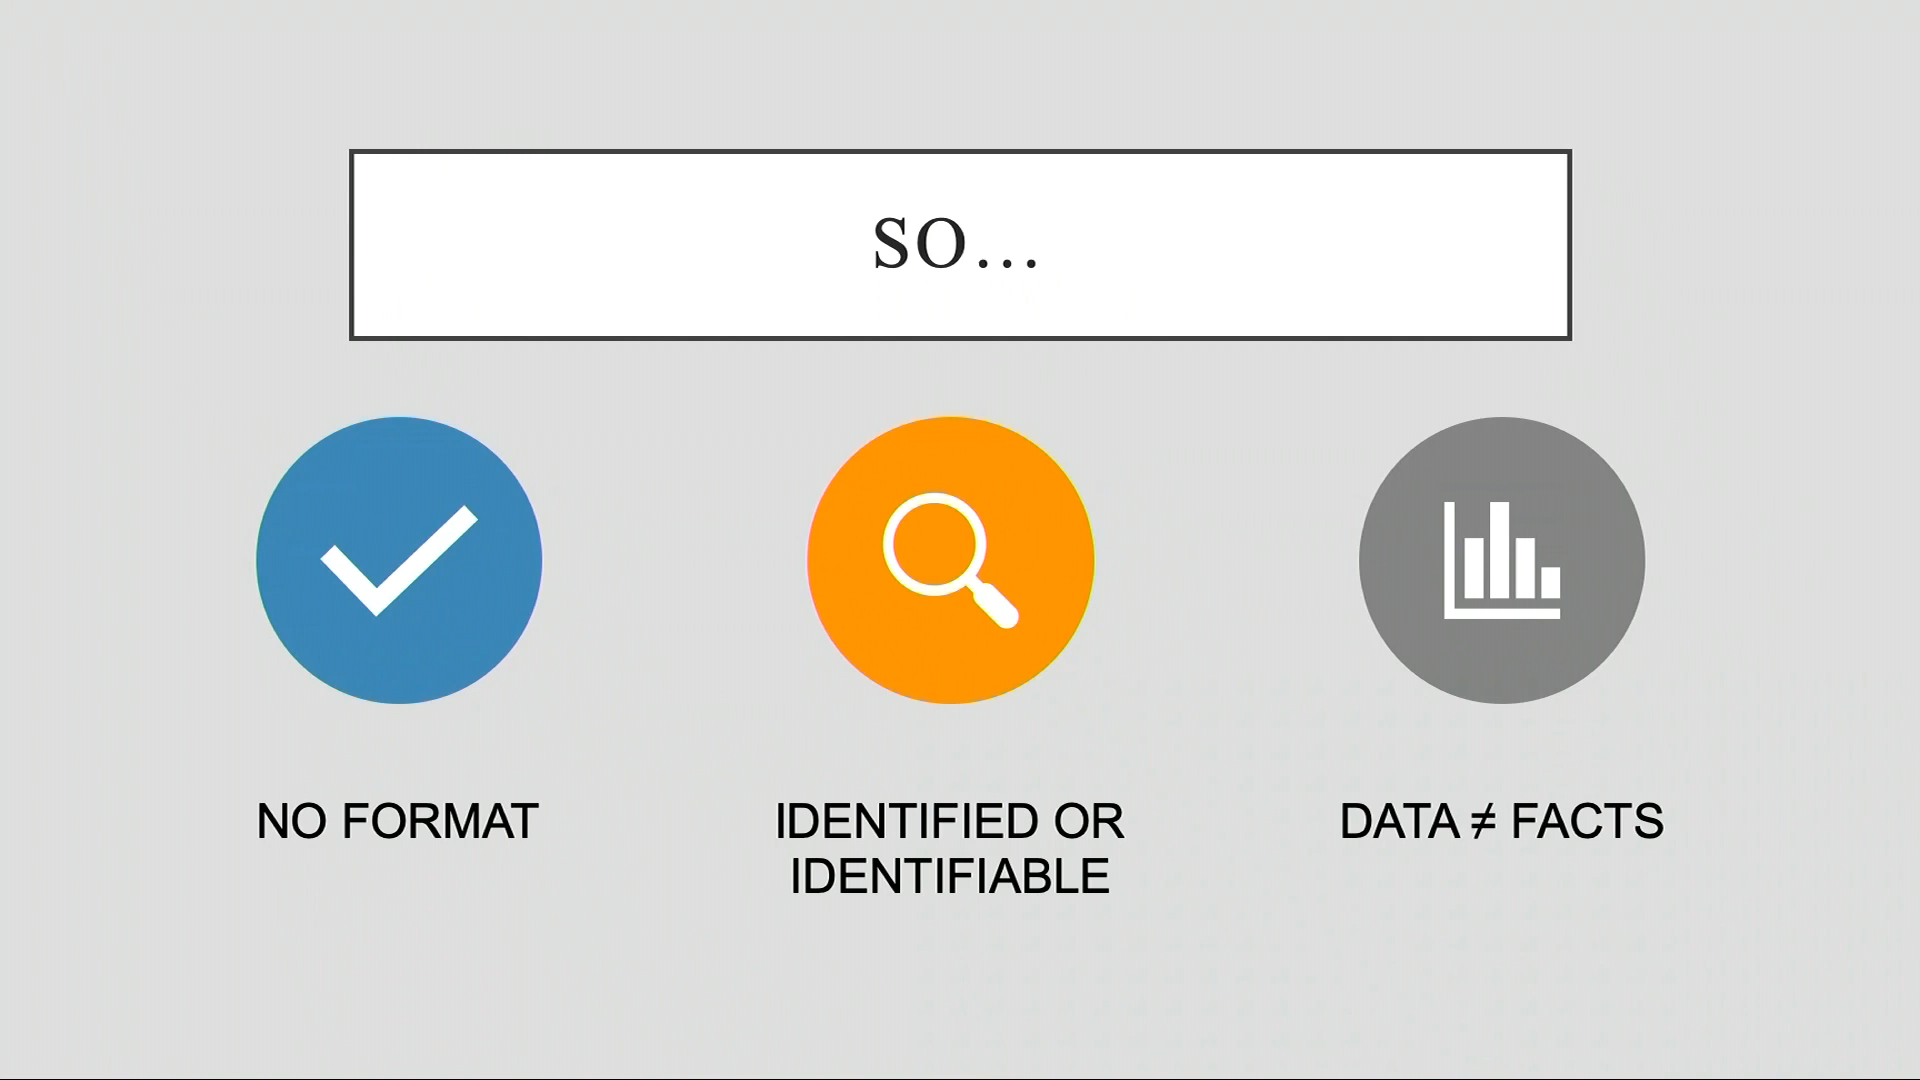 SO...
NO FORMAT
IDENTIFIED OR
IDENTIFIABLE
DATA ≠ FACTS